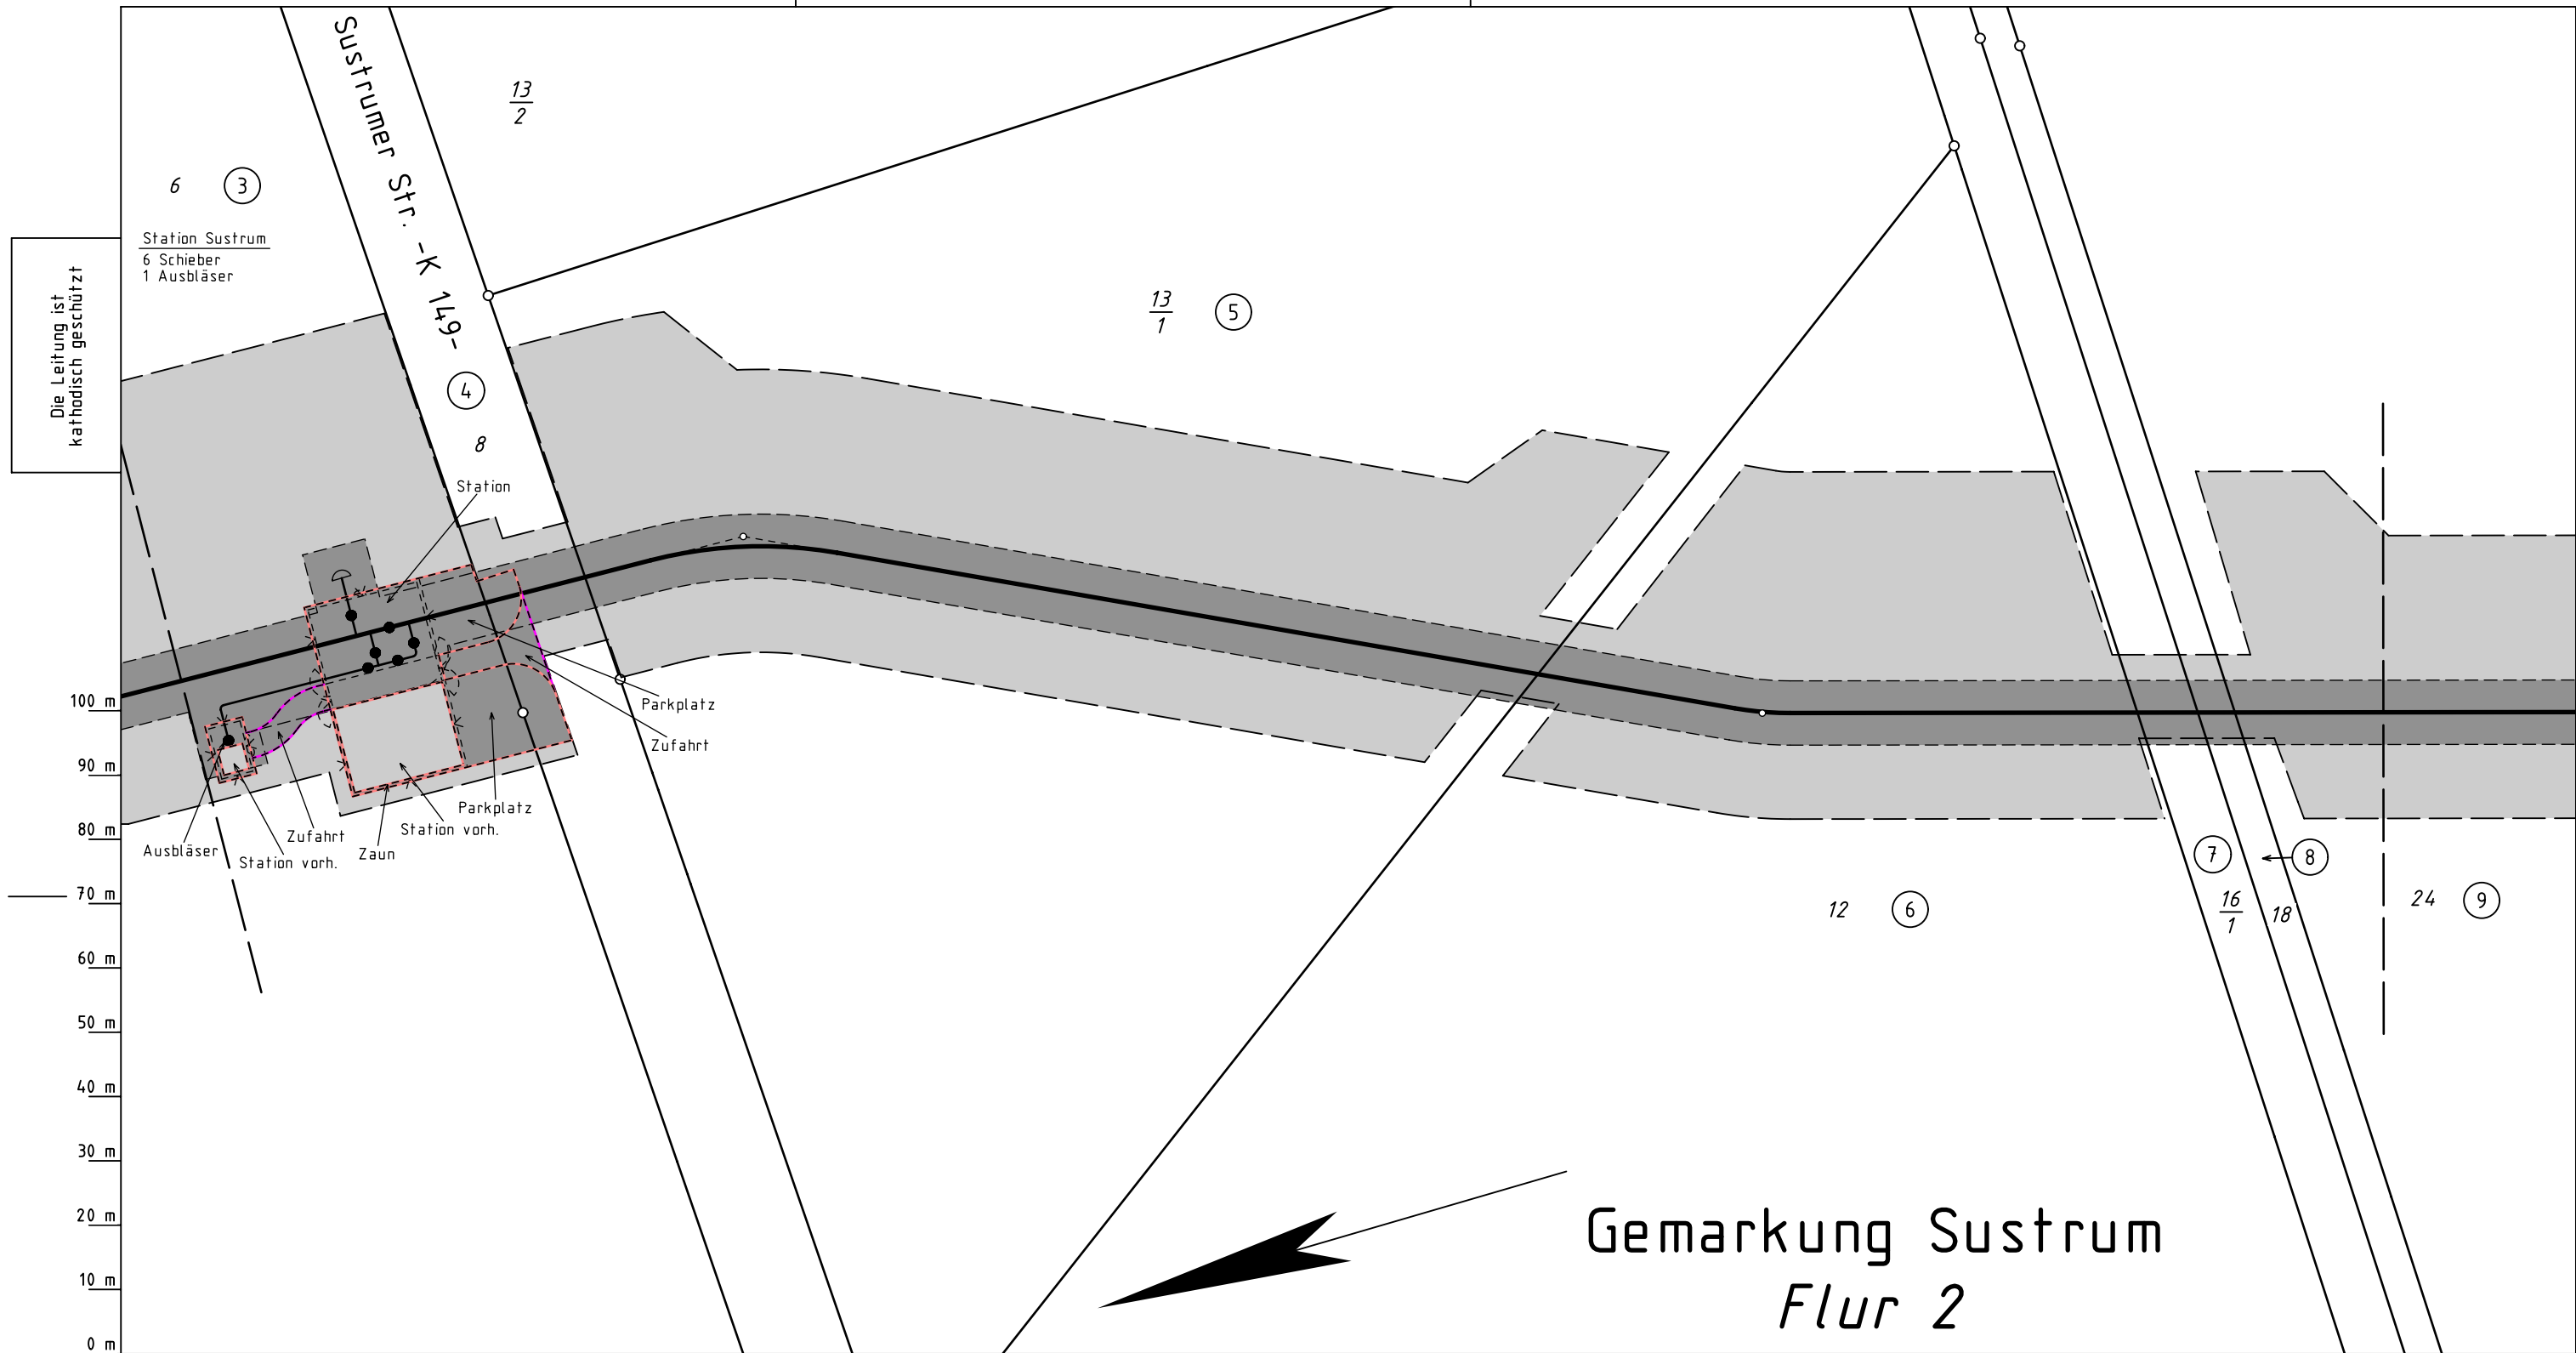 Sustrumer Str. -K 149-
13
2
6
3
Station Sustrum
6 Schieber
1 Ausbläser
Die Leitung ist
kathodisch geschützt
13
1
5
4
8
Station
Parkplatz
Zufahrt
Parkplatz
Station vorh.
Zaun
Zufahrt
Station vorh.
Ausbläser
100 m
90 m
80 m
70 m
60 m
50 m
40 m
30 m
20 m
10 m
0 m
12
6
7
8
16
1
18
24
9
Gemarkung Sustrum
Flur 2